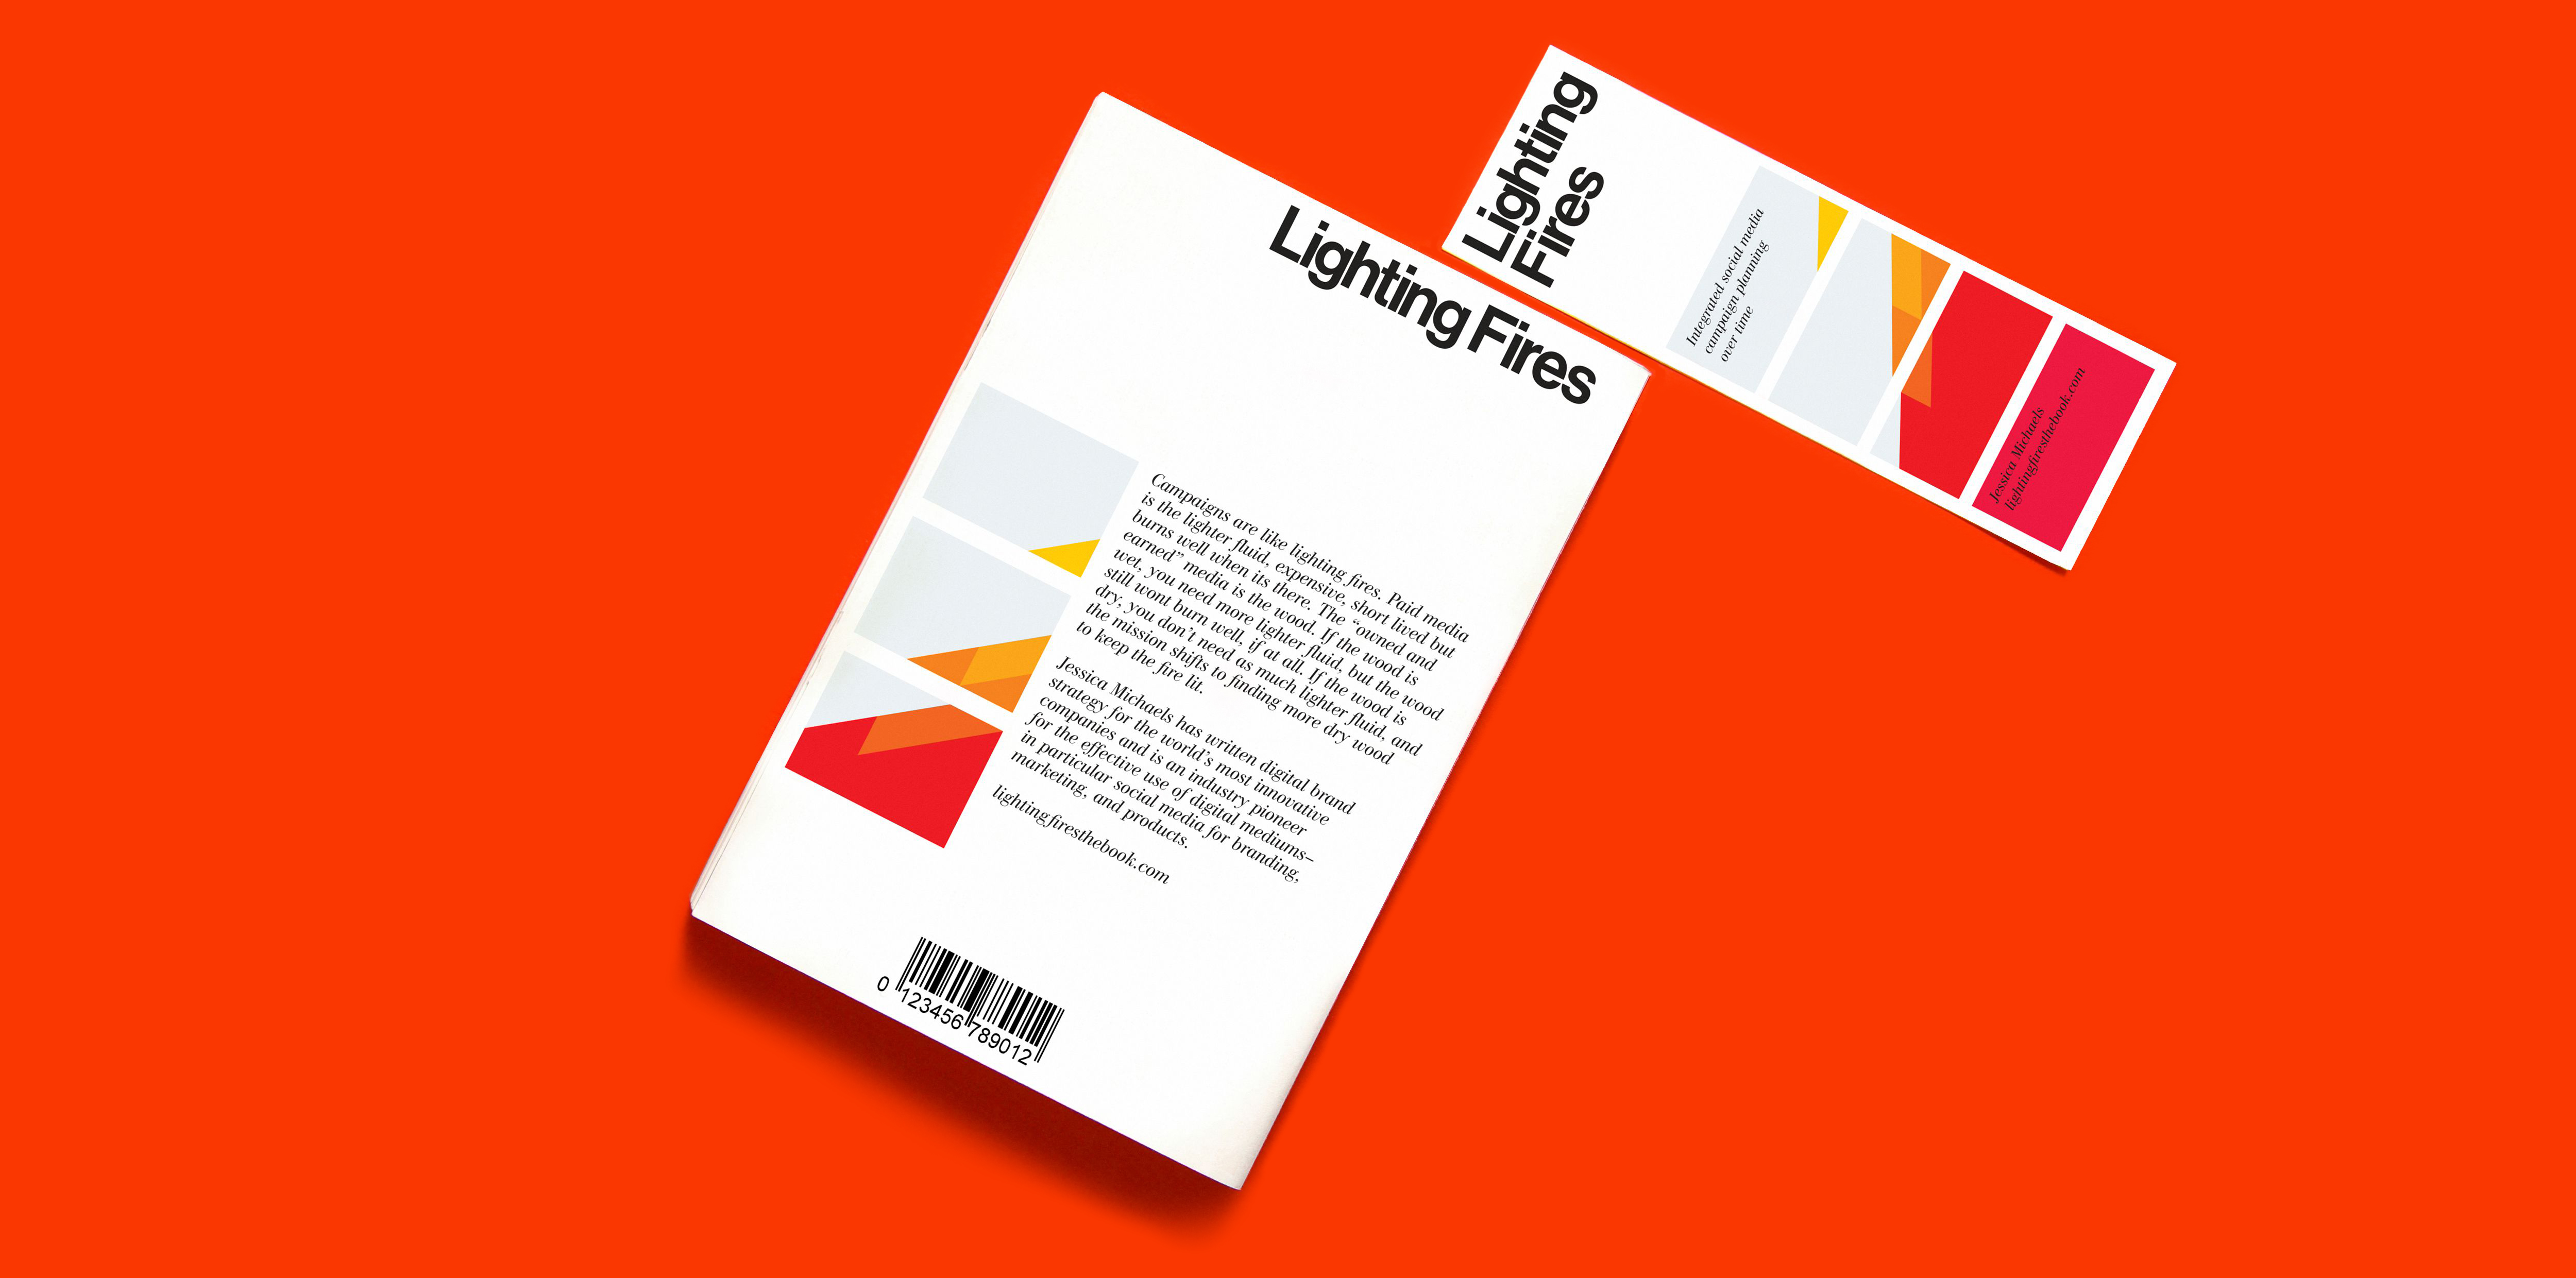 Lighting Fires
Campaigns are like lighting fires. Paid media
is the lighter fluid, expensive, short lived but
burns well when its there. The “owned and
earned” media is the wood. If the wood is
wet, you need more lighter fluid, but the wood
still wont burn well, if at all. If the wood is
dry, you don’t need as much lighter fluid, and
the mission shifts to finding more dry wood
to keep the fire lit.
Jessica Michaels has written digital brand
strategy for the world’s most innovative
companies and is an industry pioneer
for the effective use of digital mediums–
in particular social media for branding,
marketing, and products.
lightingfiresthebook.com
0 123456 789012
Lighting
Fires
Integrated social media
campaign planning
over time
Jessica Michaels
lightingfiresthebook.com